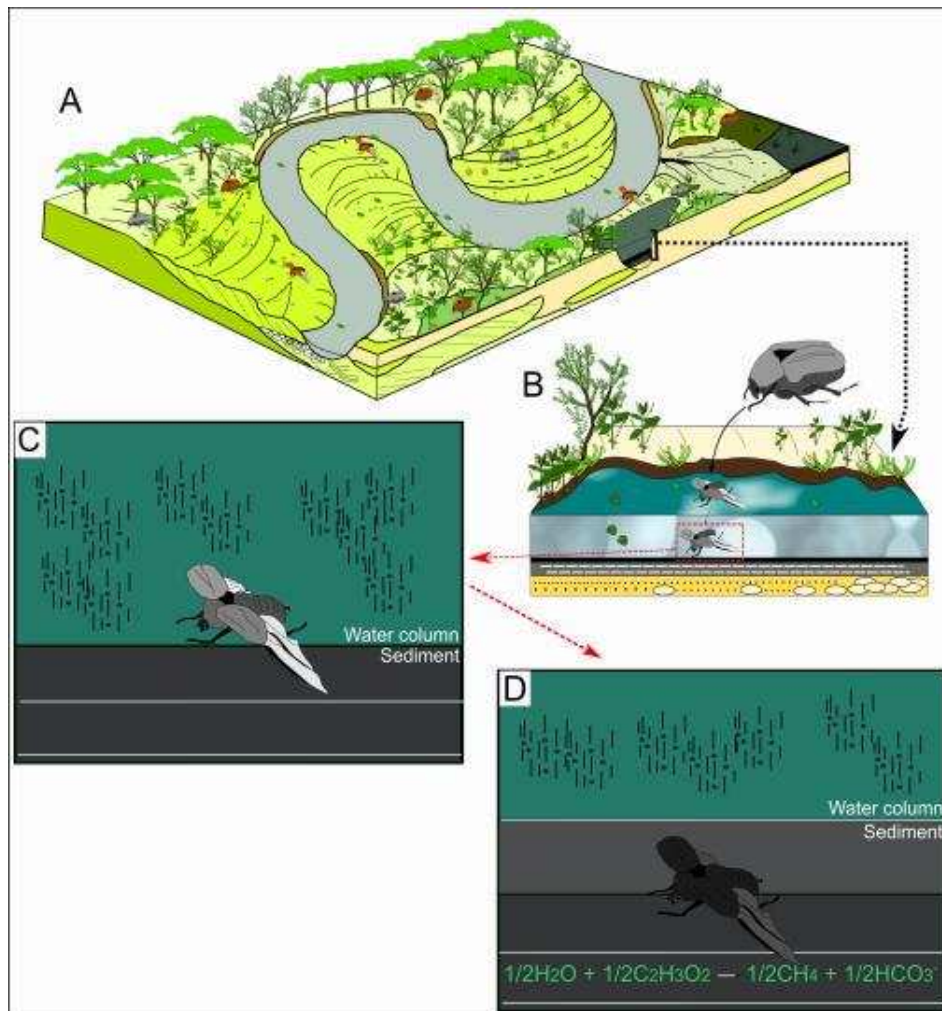 A
B
C
Water column
Sediment
D
Water column
Sediment
1/2H₂O + 1/2C₂H₃O₂ — 1/2CH₄ + 1/2HCO₃⁻